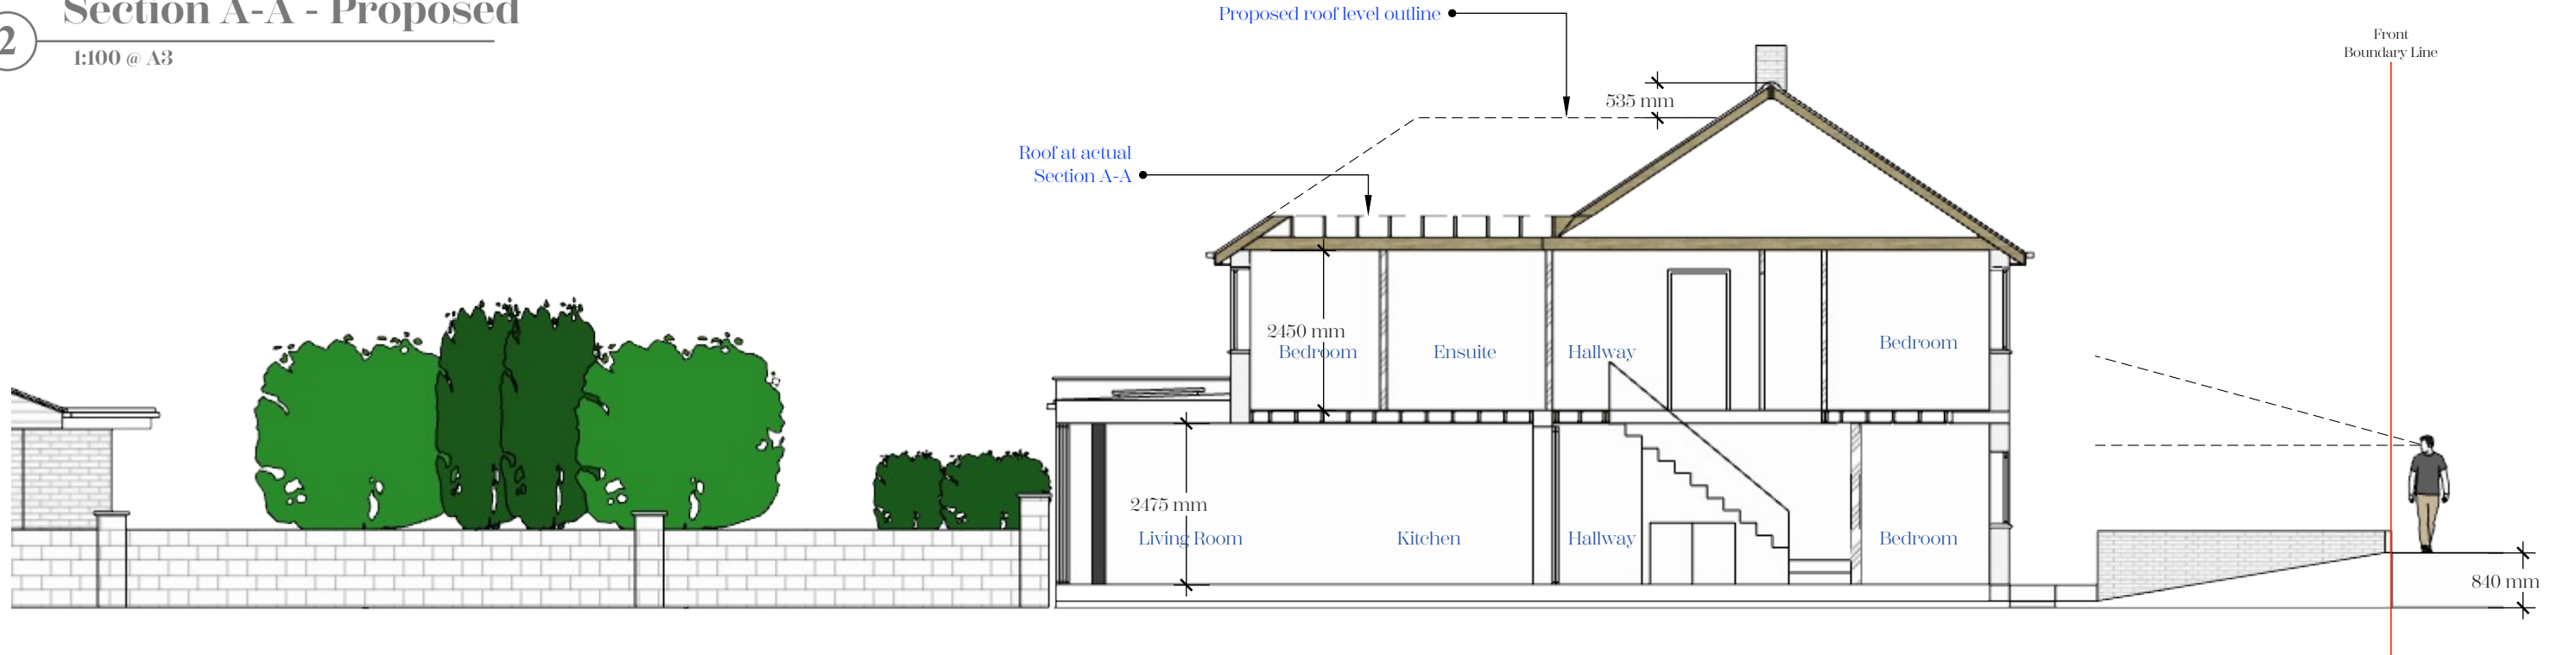 2
Section A-A - Proposed
1:100 @ A3
Proposed roof level outline
Front
Boundary Line
535 mm
Roof at actual
Section A-A
2450 mm
Bedroom
Ensuite
Hallway
Bedroom
2475 mm
Living Room
Kitchen
Hallway
Bedroom
840 mm